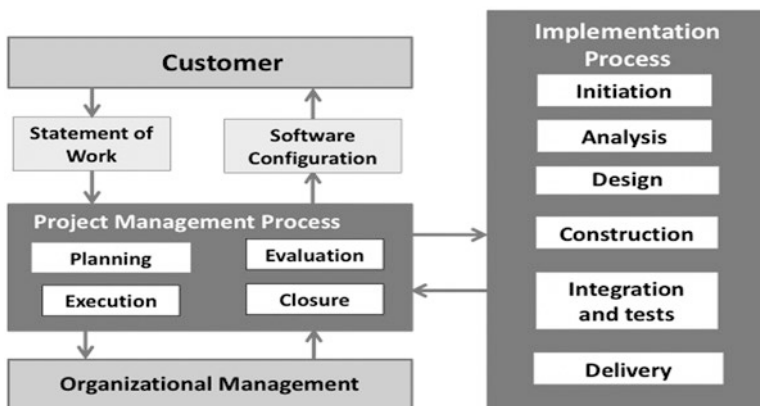 Customer
Statement of
Work
Software
Configuration
Project Management Process
Planning
Evaluation
Execution
Closure
Organizational Management
Implementation
Process
Initiation
Analysis
Design
Construction
Integration
and tests
Delivery